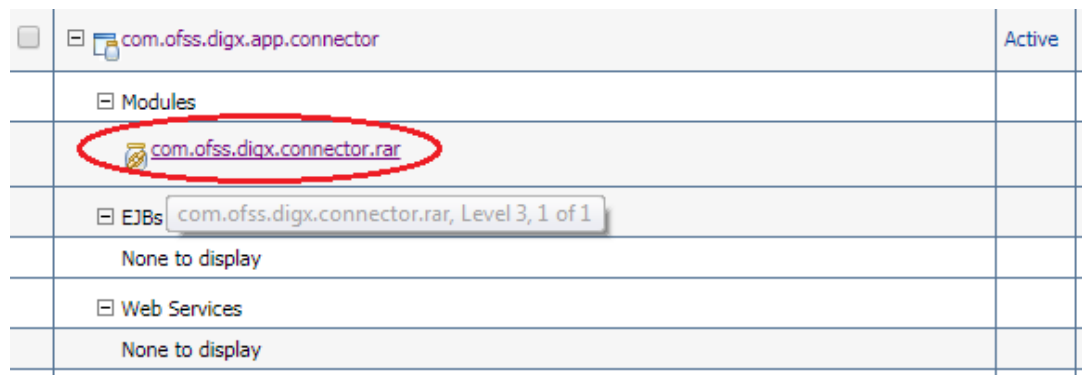 com.ofss.digx.app.connector Active
Modules
com.ofss.digx.connector.rar
EJBs com.ofss.digx.connector.rar, Level 3, 1 of 1
None to display
Web Services
None to display